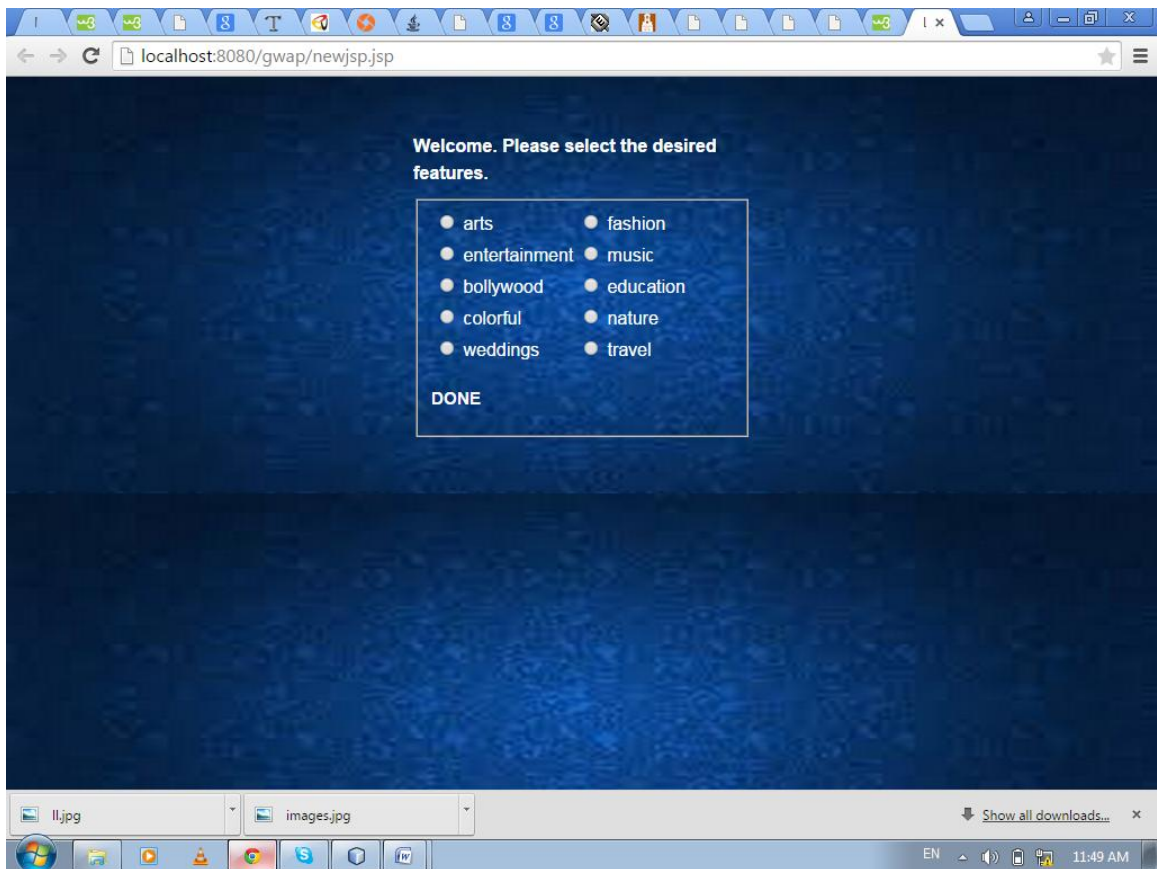 localhost:8080/gwap/newjsp.jsp
Welcome. Please select the desired
features.
arts fashion
entertainment music
bollywood education
colorful nature
weddings travel
DONE
ll.jpg images.jpg Show all downloads...
EN 11:49 AM